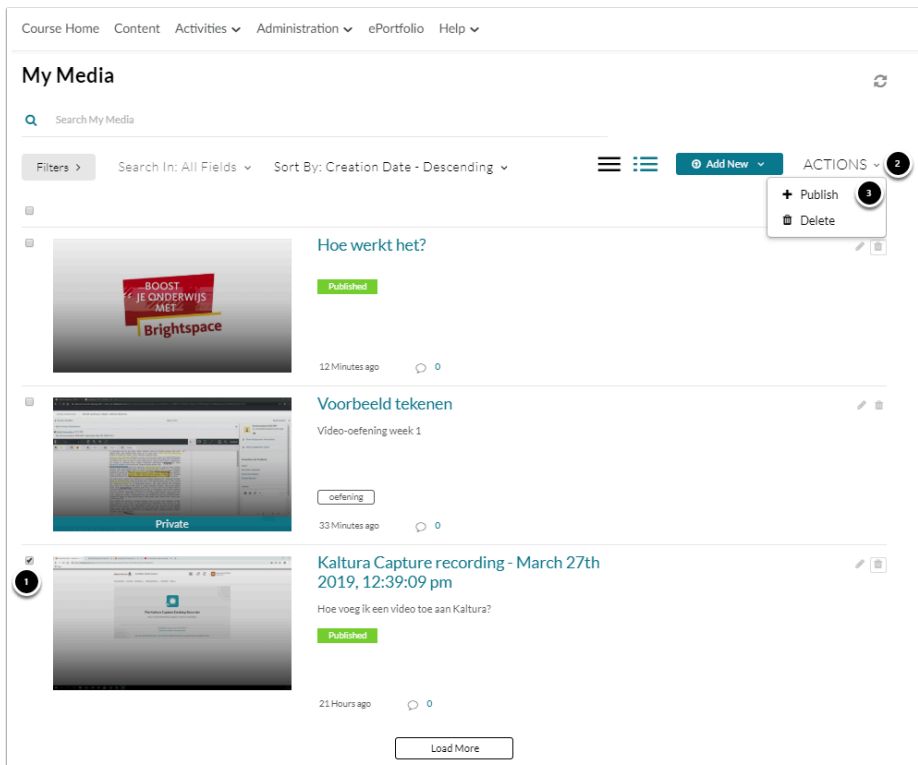 Course Home Content Activities Administration ePortfolio Help
My Media
Search My Media
Filters > Search In: All Fields Sort By: Creation Date - Descending Add New ACTIONS 2
+ Publish 3
Delete
Hoe werkt het?
Published
BOOST
JE ONDERWIJS
MET
Brightspace
12 Minutes ago 0
Voorbeeld tekenen
Video-oefening week 1
oefening
Private
33 Minutes ago 0
1
Kaltura Capture recording - March 27th
2019, 12:39:09 pm
Hoe voeg ik een video toe aan Kaltura?
Published
21 Hours ago 0
Load More